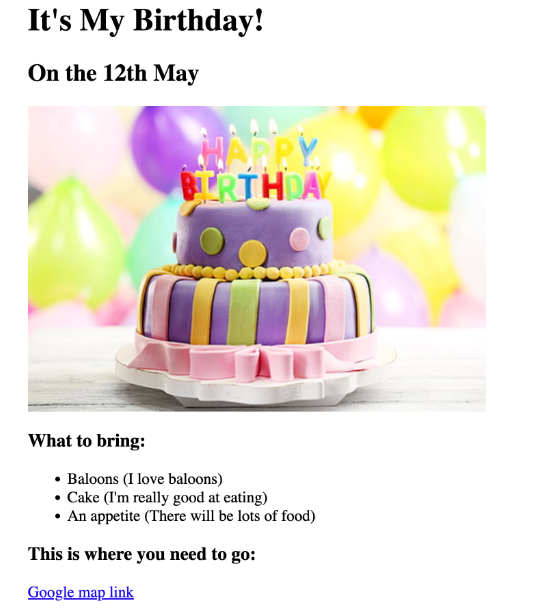 It's My Birthday!
On the 12th May
HAPPY
BIRTHDAY
What to bring:
Baloons (I love baloons)
Cake (I'm really good at eating)
An appetite (There will be lots of food)
This is where you need to go:
Google map link